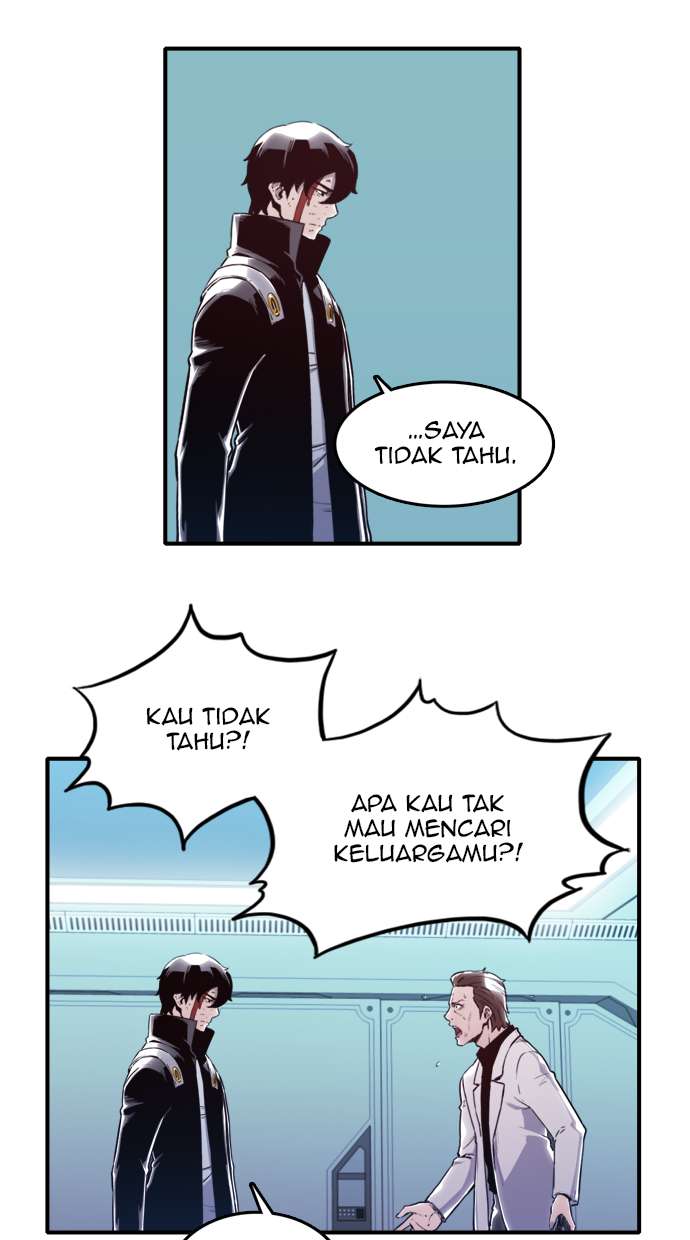 ...SAYA
TIDAK TAHU.
KAU TIDAK
TAHU?!
APA KAU TAK
MAU MENCARI
KELUARGAMU?!